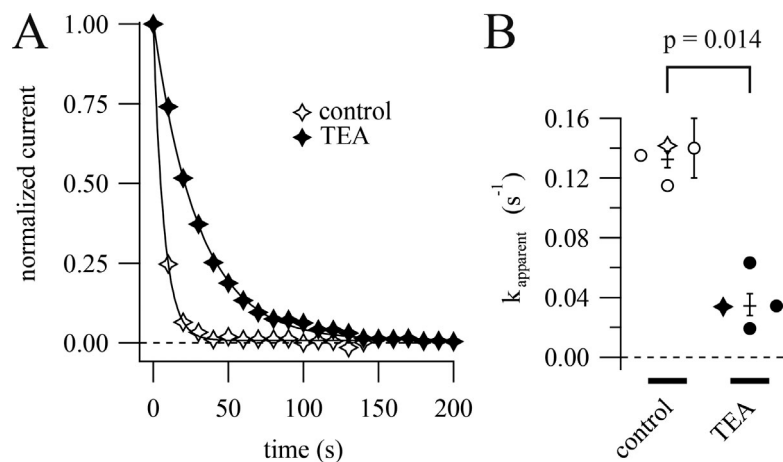 A
1.00
0.75
0.50
0.25
0.00
normalized current
control
TEA
0
50
100
150
200
time (s)
B
p = 0.014
0.16
0.12
0.08
0.04
0.00
k apparent (s⁻¹)
control
TEA